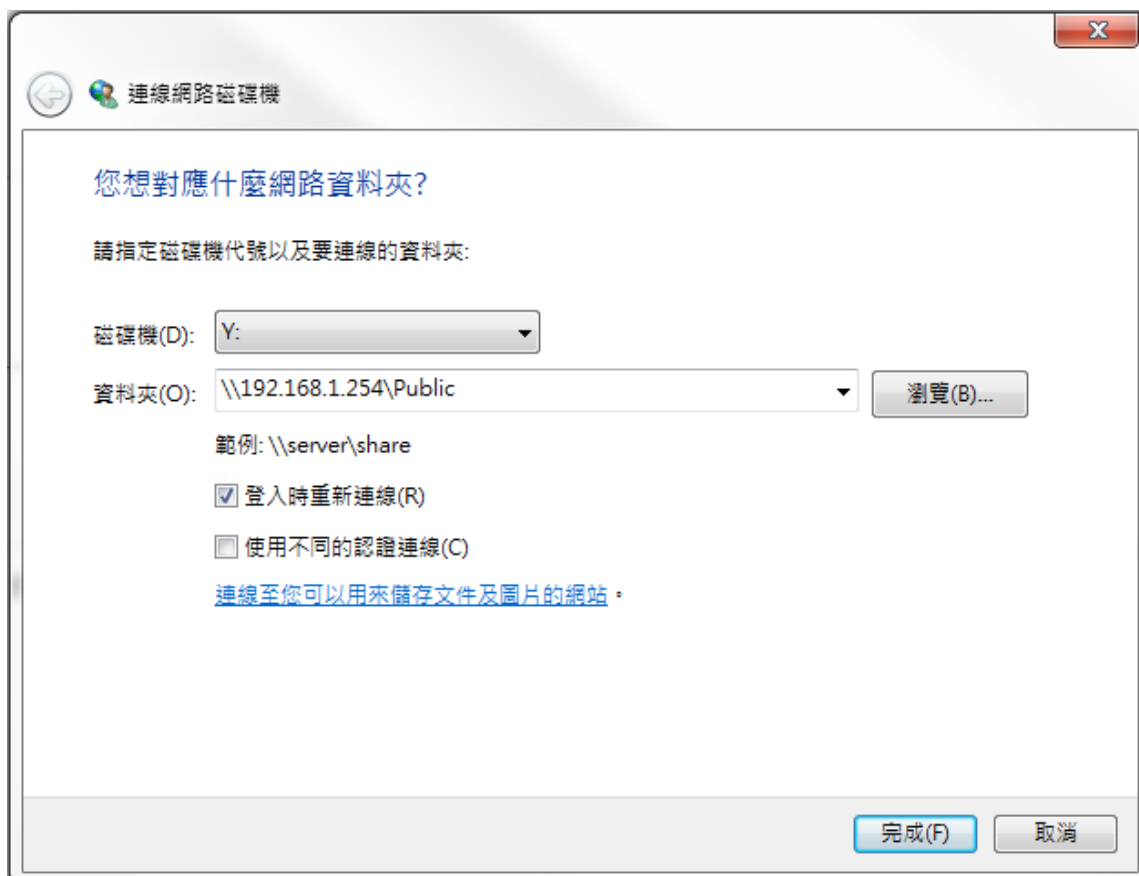 連線網路磁碟機
您想對應什麼網路資料夾?
請指定磁碟機代號以及要連線的資料夾:
磁碟機(D): Y:
資料夾(O): \\192.168.1.254\Public 瀏覽(B)...
範例: \\server\share
登入時重新連線(R)
使用不同的認證連線(C)
連線至您可以用來儲存文件及圖片的網站。
完成(F) 取消